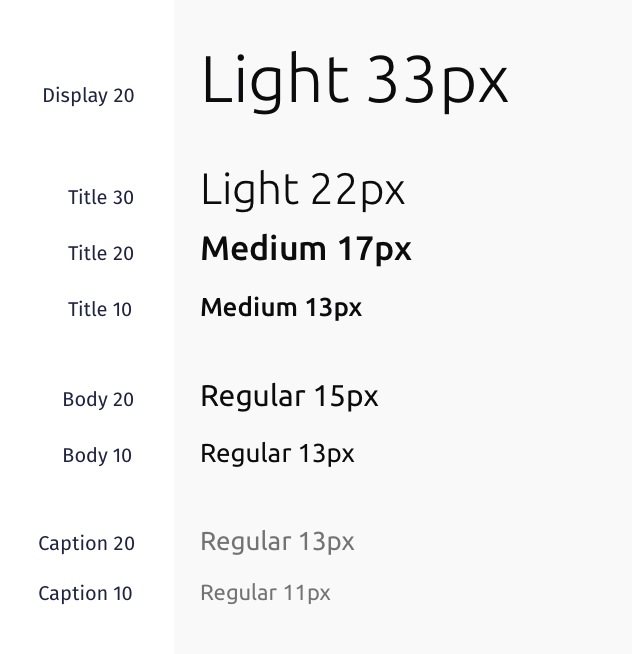 Display 20 Light 33px
Title 30 Light 22px
Title 20 Medium 17px
Title 10 Medium 13px
Body 20 Regular 15px
Body 10 Regular 13px
Caption 20 Regular 13px
Caption 10 Regular 11px